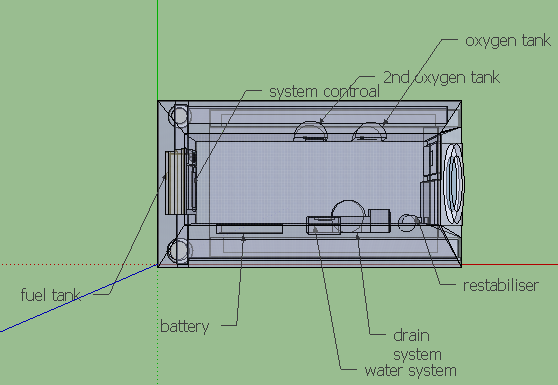 oxygen tank
2nd oxygen tank
system controal
fuel tank
restabiliser
battery
drain
system
water system